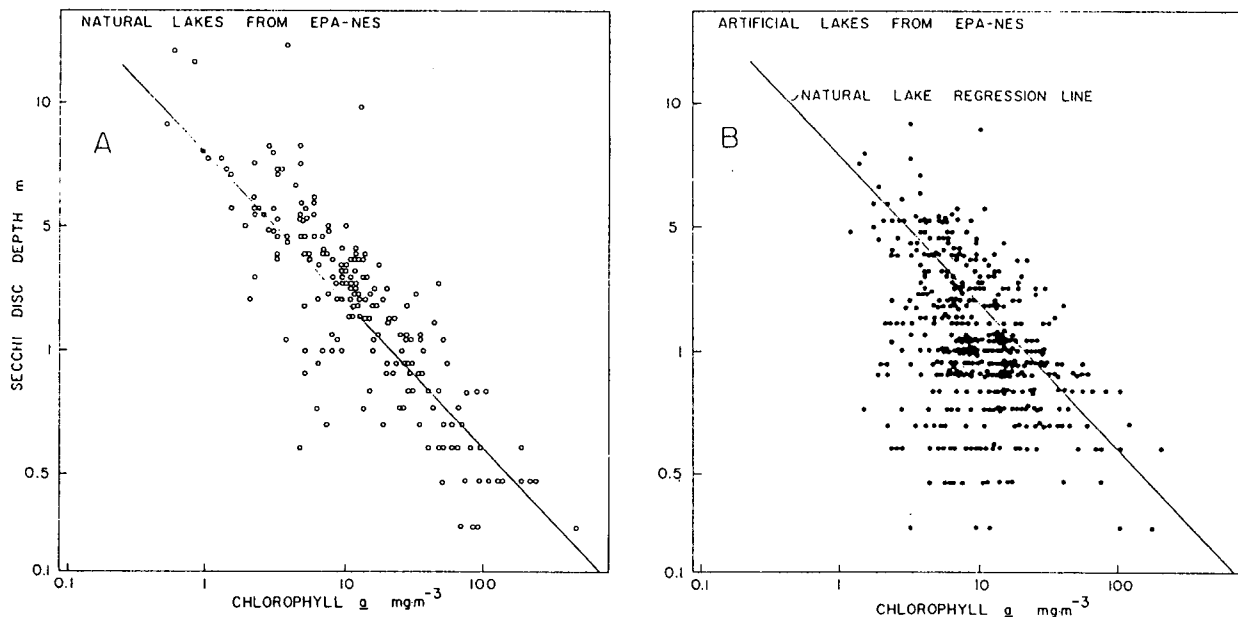 NATURAL LAKES FROM EPA-NES
A
10
5
1
0.5
0.1
SECCHI DISC DEPTH m
0.1
1
10
100
CHLOROPHYLL a mg·m⁻³
ARTIFICIAL LAKES FROM EPA-NES
NATURAL LAKE REGRESSION LINE
B
10
5
1
0.5
0.1
0.1
1
10
100
CHLOROPHYLL a mg·m⁻³